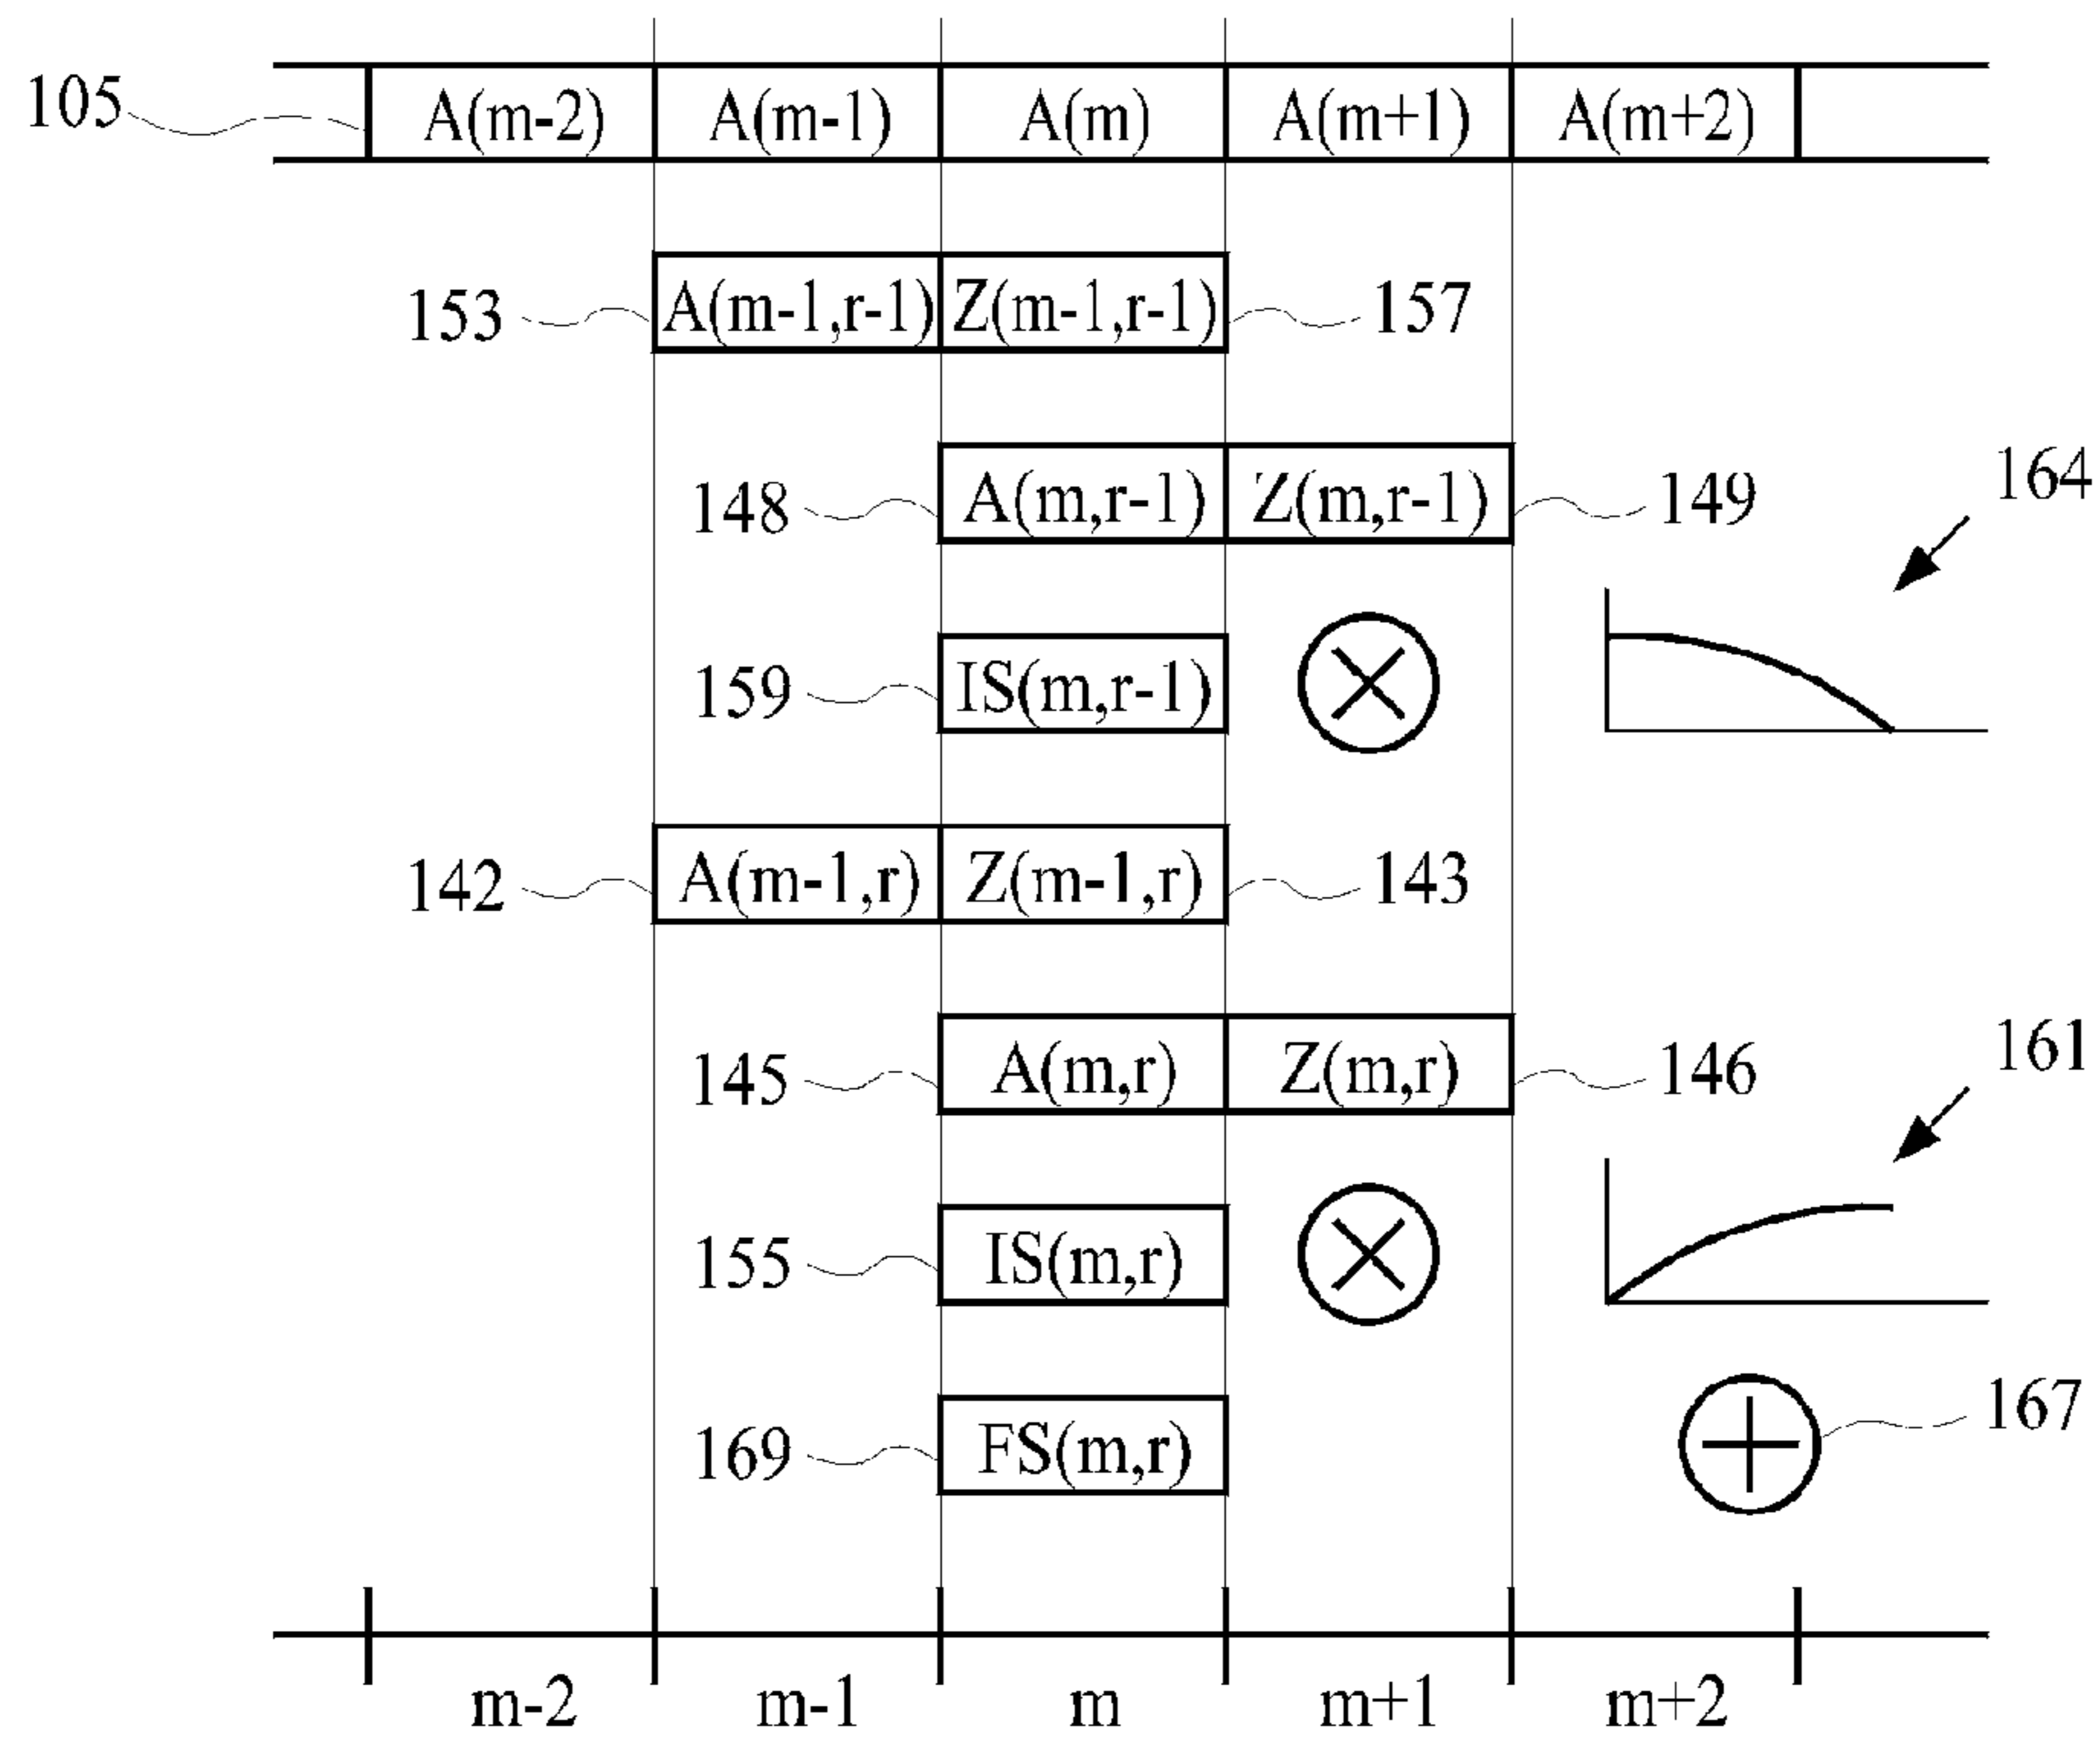 105 A(m-2) A(m-1) A(m) A(m+1) A(m+2)
153 A(m-1,r-1) Z(m-1,r-1) 157
148 A(m,r-1) Z(m,r-1) 149 164
159 IS(m,r-1)
142 A(m-1,r) Z(m-1,r) 143
145 A(m,r) Z(m,r) 146 161
155 IS(m,r)
169 FS(m,r) 167
m-2 m-1 m m+1 m+2